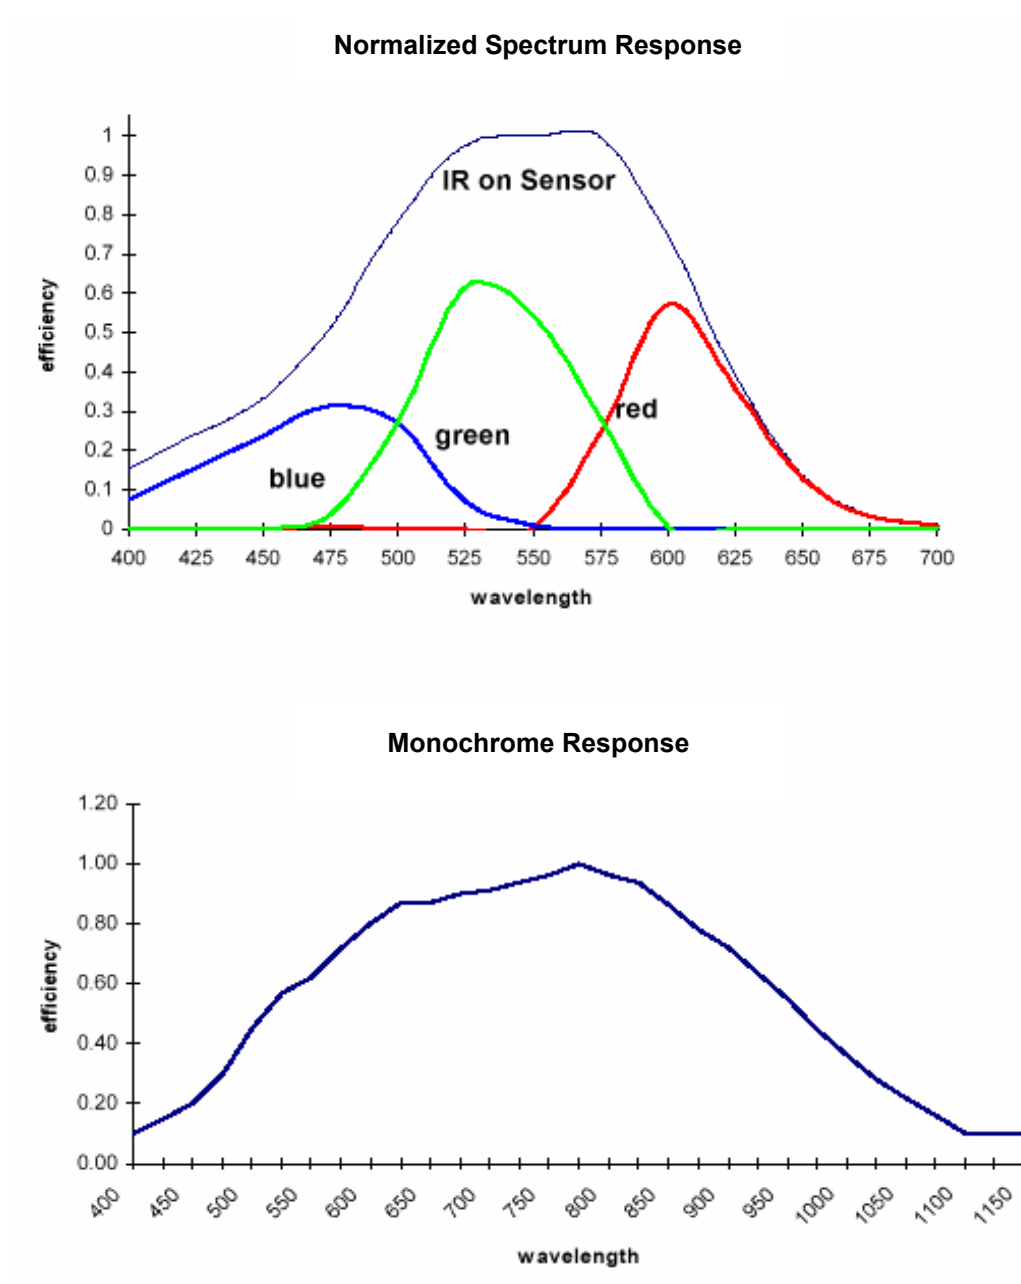 Normalized Spectrum Response
1
0.9
0.8
0.7
0.6
0.5
0.4
0.3
0.2
0.1
0
efficiency
IR on Sensor
red
green
blue
400 425 450 475 500 525 550 575 600 625 650 675 700
wavelength
Monochrome Response
1.20
1.00
0.80
0.60
0.40
0.20
0.00
efficiency
400 450 500 550 600 650 700 750 800 850 900 950 1000 1050 1100 1150
wavelength